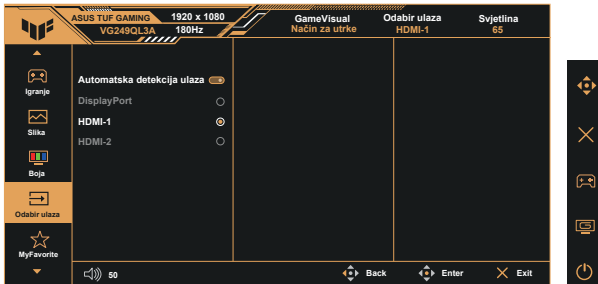 ASUS TUF GAMING 1920 x 1080 GameVisual Odabir ulaza Svjetlina
VG249QL3A 180Hz Način za utrke HDMI-1 65
Igranje
Slika
Boja
Odabir ulaza
MyFavorite
Automatska detekcija ulaza
DisplayPort
HDMI-1
HDMI-2
50 Back Enter Exit